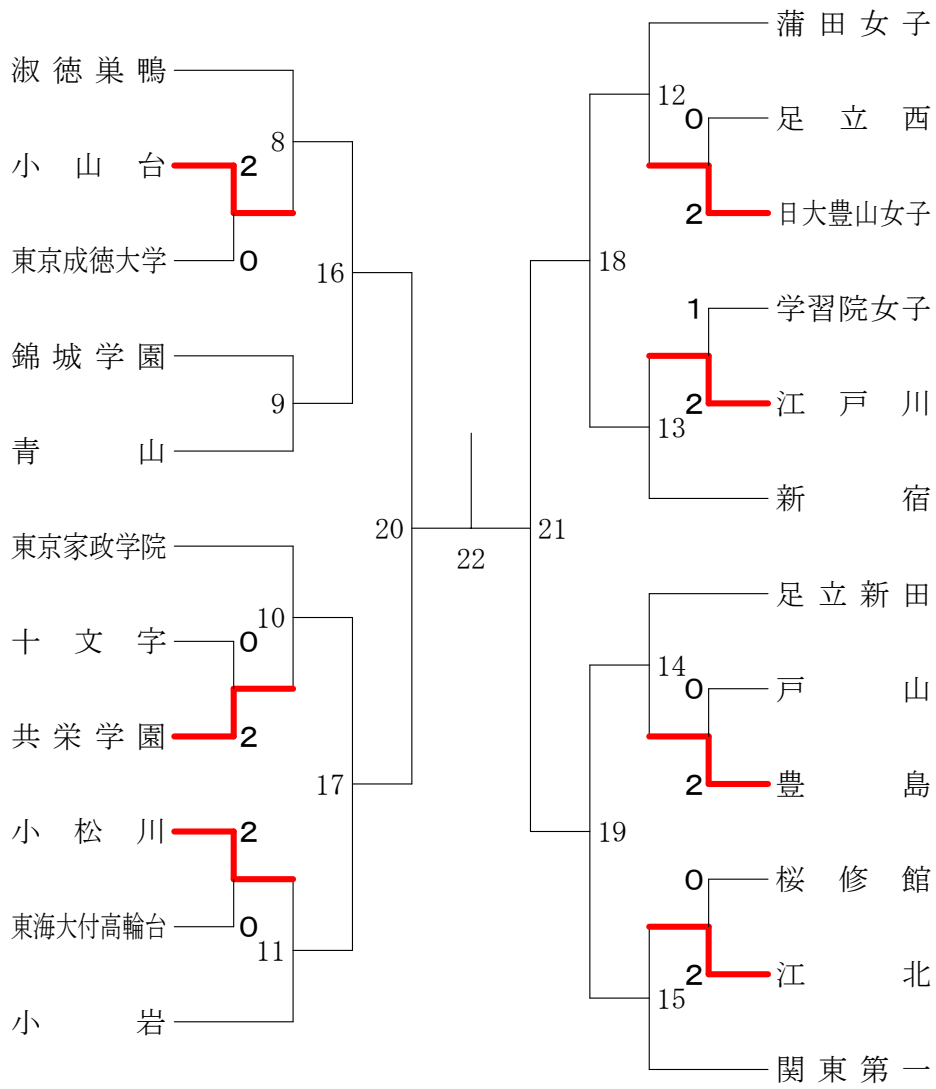 淑徳巣鴨
8
小山台
2
東京成徳大学
0
16
錦城学園
9
青山
20
東京家政学院
10
十文字
0
共栄学園
2
17
小松川
2
東海大付高輪台
0
11
小岩
22
蒲田女子
12
0
足立西
2
日大豊山女子
18
1
学習院女子
2
江戸川
13
新宿
21
足立新田
14
0
戸山
2
豊島
19
0
桜修館
2
江北
15
関東第一